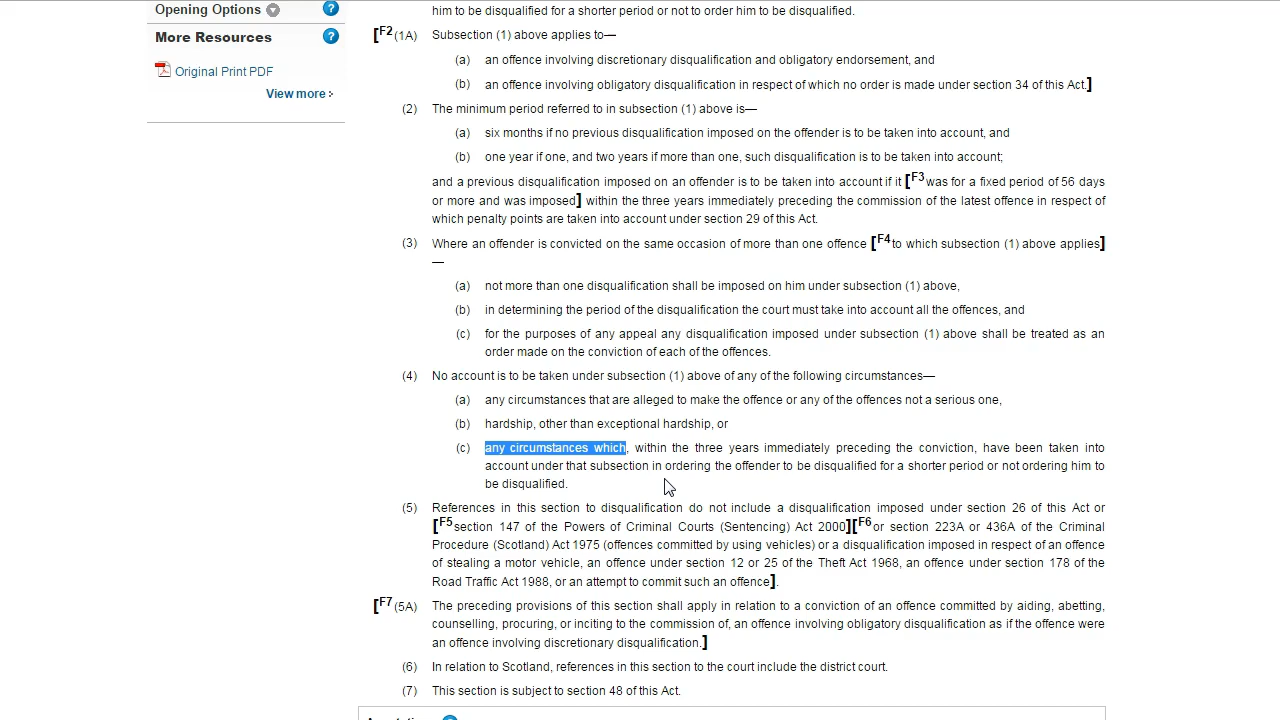 Opening Options
?
More Resources
?
Original Print PDF
View more
him to be disqualified for a shorter period or not to order him to be disqualified.
[F2(1A) Subsection (1) above applies to—
(a) an offence involving discretionary disqualification and obligatory endorsement, and
(b) an offence involving obligatory disqualification in respect of which no order is made under section 34 of this Act.]
(2) The minimum period referred to in subsection (1) above is—
(a) six months if no previous disqualification imposed on the offender is to be taken into account, and
(b) one year if one, and two years if more than one, such disqualification is to be taken into account;
and a previous disqualification imposed on an offender is to be taken into account if it [F3was for a fixed period of 56 days
or more and was imposed] within the three years immediately preceding the commission of the latest offence in respect of
which penalty points are taken into account under section 29 of this Act.
(3) Where an offender is convicted on the same occasion of more than one offence [F4to which subsection (1) above applies]
—
(a) not more than one disqualification shall be imposed on him under subsection (1) above,
(b) in determining the period of the disqualification the court must take into account all the offences, and
(c) for the purposes of any appeal any disqualification imposed under subsection (1) above shall be treated as an
order made on the conviction of each of the offences.
(4) No account is to be taken under subsection (1) above of any of the following circumstances—
(a) any circumstances that are alleged to make the offence or any of the offences not a serious one,
(b) hardship, other than exceptional hardship, or
(c) any circumstances which, within the three years immediately preceding the conviction, have been taken into
account under that subsection in ordering the offender to be disqualified for a shorter period or not ordering him to
be disqualified.
(5) References in this section to disqualification do not include a disqualification imposed under section 26 of this Act or
[F5section 147 of the Powers of Criminal Courts (Sentencing) Act 2000][F6or section 223A or 436A of the Criminal
Procedure (Scotland) Act 1975 (offences committed by using vehicles) or a disqualification imposed in respect of an offence
of stealing a motor vehicle, an offence under section 12 or 25 of the Theft Act 1968, an offence under section 178 of the
Road Traffic Act 1988, or an attempt to commit such an offence].
[F7(5A) The preceding provisions of this section shall apply in relation to a conviction of an offence committed by aiding, abetting,
counselling, procuring, or inciting to the commission of, an offence involving obligatory disqualification as if the offence were
an offence involving discretionary disqualification.]
(6) In relation to Scotland, references in this section to the court include the district court.
(7) This section is subject to section 48 of this Act.